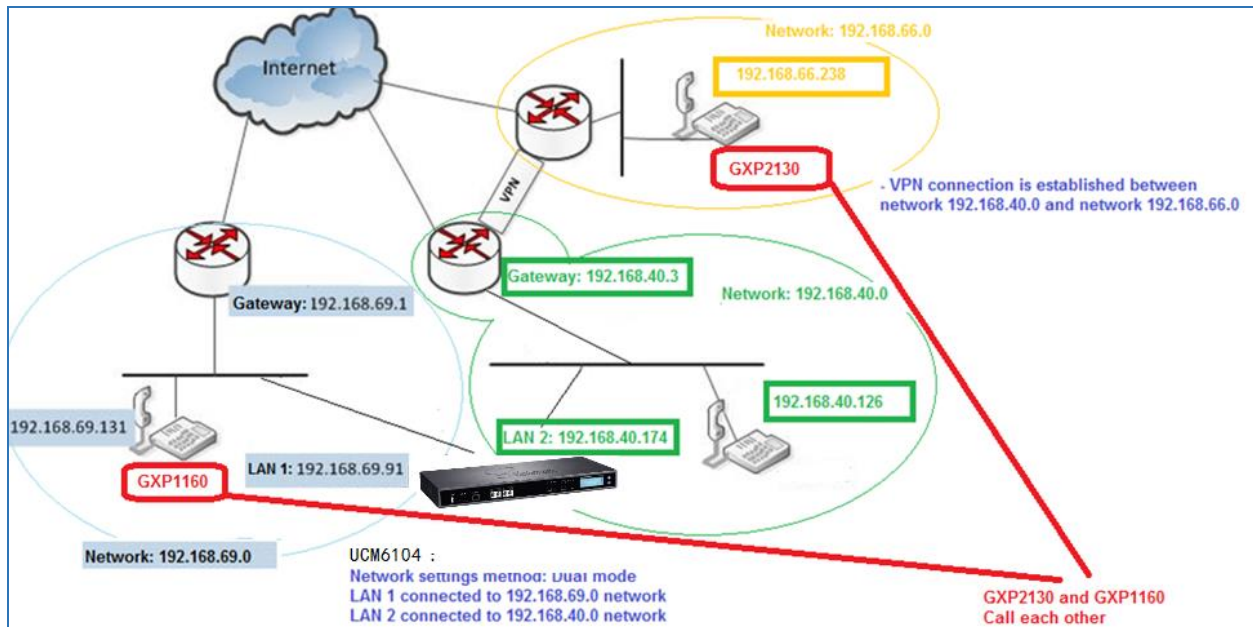 Internet
Network: 192.168.66.0
192.168.66.238
GXP2130
- VPN connection is established between
network 192.168.40.0 and network 192.168.66.0
VPN
Gateway: 192.168.40.3
Network: 192.168.40.0
Gateway: 192.168.69.1
192.168.69.131
GXP1160
LAN 1: 192.168.69.91
LAN 2: 192.168.40.174
192.168.40.126
Network: 192.168.69.0
UCM6104 :
Network settings method: Dual mode
LAN 1 connected to 192.168.69.0 network
LAN 2 connected to 192.168.40.0 network
GXP2130 and GXP1160
Call each other